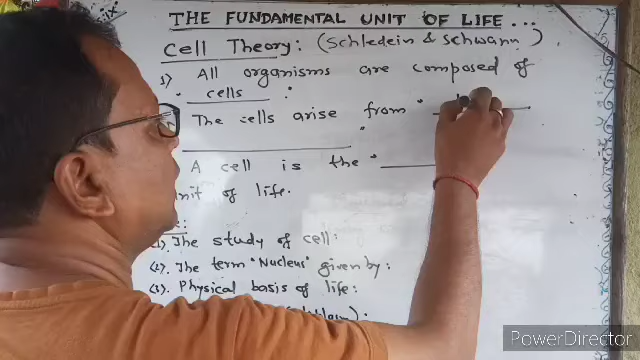 THE FUNDAMENTAL UNIT OF LIFE...
Cell Theory: (Schledein & Schwann)
1) All organisms are composed of
"cells".
The cells arise from "
"
A cell is the "
unit of life.
(1). The study of cell:
(2). The term "Nucleus" given by:
(3). Physical basis of life:
PowerDirector